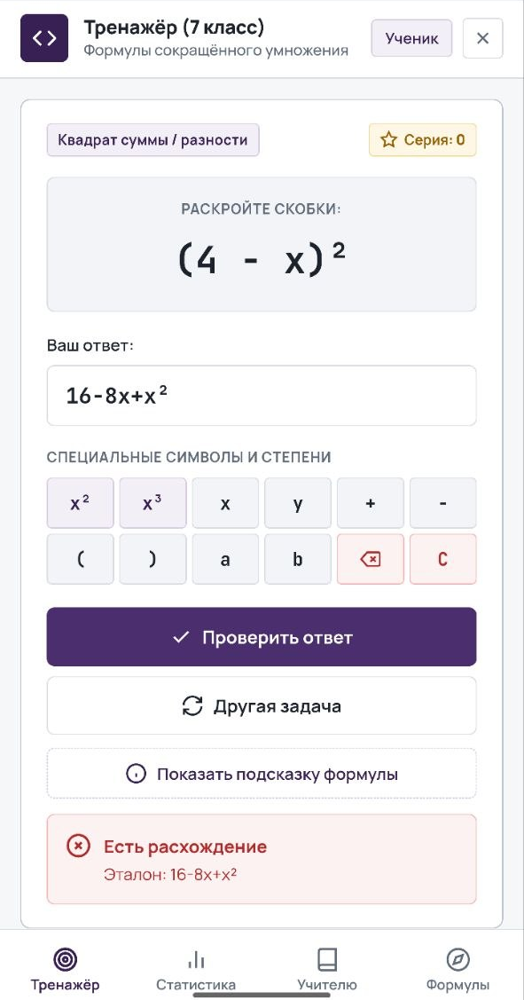 Тренажёр (7 класс)
Формулы сокращённого умножения
Ученик
Квадрат суммы / разности
Серия: 0
РАСКРОЙТЕ СКОБКИ:
(4 - x)²
Ваш ответ:
16-8x+x²
СПЕЦИАЛЬНЫЕ СИМВОЛЫ И СТЕПЕНИ
x² x³ x y + -
( ) a b C
Проверить ответ
Другая задача
Показать подсказку формулы
Есть расхождение
Эталон: 16-8x+x²
Тренажёр Статистика Учителю Формулы